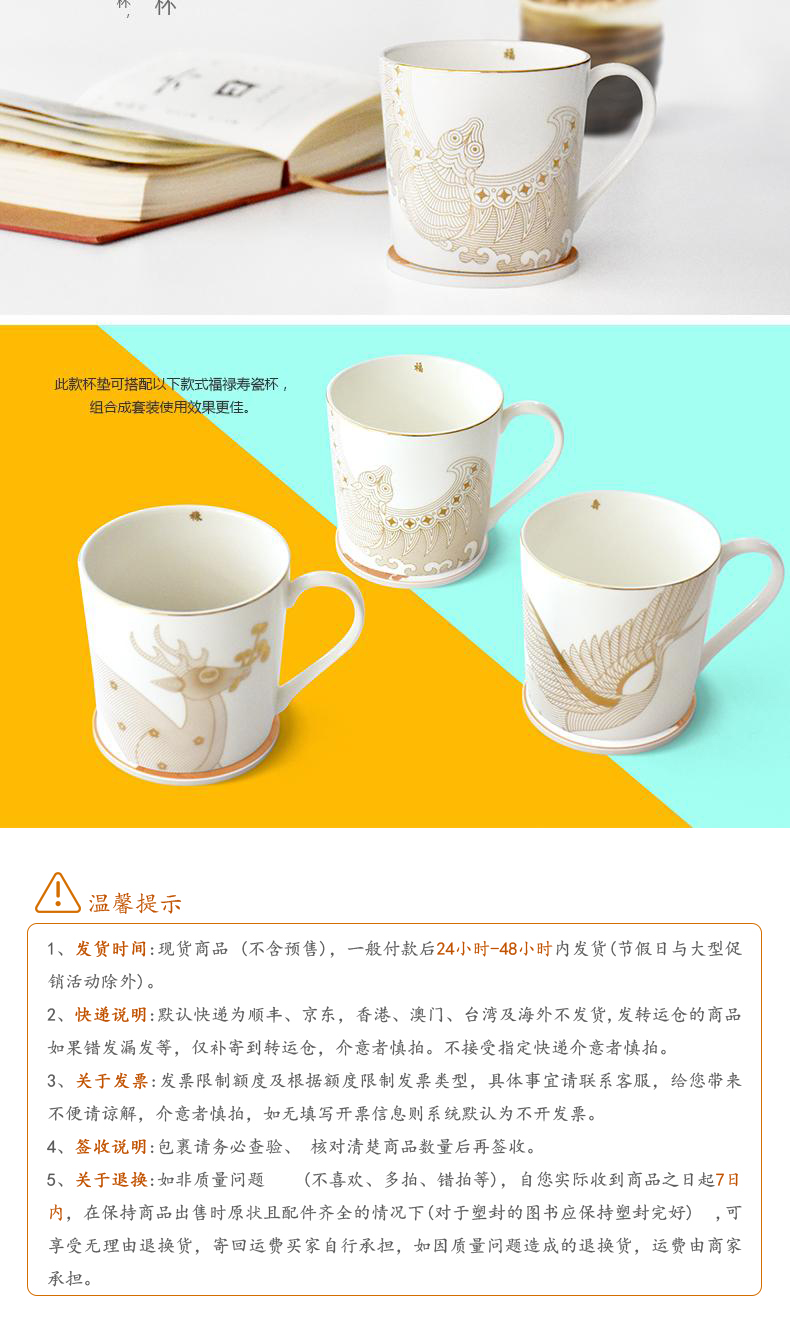 杯,
杯
福
此款杯垫可搭配以下款式福禄寿瓷杯，
组合成套装使用效果更佳。
福
禄
寿
温馨提示
1、发货时间:现货商品 (不含预售)，一般付款后24小时-48小时内发货(节假日与大型促
销活动除外)。
2、快递说明:默认快递为顺丰、京东，香港、澳门、台湾及海外不发货,发转运仓的商品
如果错发漏发等，仅补寄到转运仓，介意者慎拍。不接受指定快递介意者慎拍。
3、关于发票:发票限制额度及根据额度限制发票类型，具体事宜请联系客服，给您带来
不便请谅解，介意者慎拍，如无填写开票信息则系统默认为不开发票。
4、签收说明:包裹请务必查验、 核对清楚商品数量后再签收。
5、关于退换:如非质量问题 (不喜欢、多拍、错拍等)，自您实际收到商品之日起7日
内，在保持商品出售时原状且配件齐全的情况下(对于塑封的图书应保持塑封完好) ,可
享受无理由退换货，寄回运费买家自行承担，如因质量问题造成的退换货，运费由商家
承担。